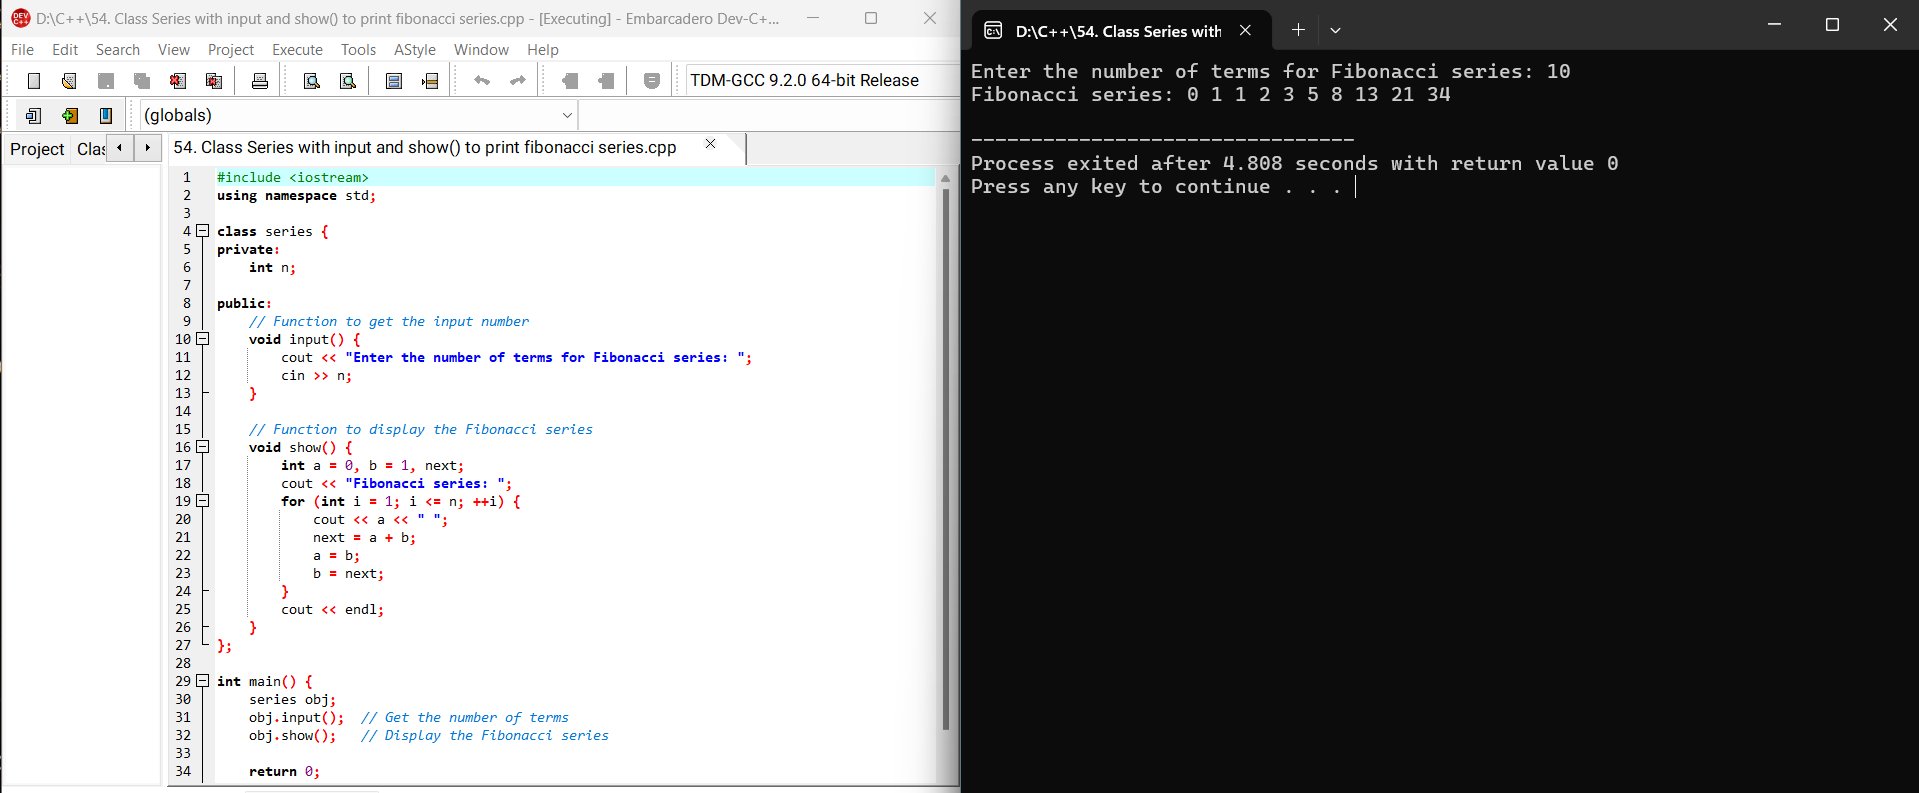 D:\C++\54. Class Series with input and show() to print fibonacci series.cpp - [Executing] - Embarcadero Dev-C+...
File Edit Search View Project Execute Tools AStyle Window Help
TDM-GCC 9.2.0 64-bit Release
(globals)
Project Clas
54. Class Series with input and show() to print fibonacci series.cpp
1 #include <iostream>
2 using namespace std;
3
4 class series {
5 private:
6     int n;
7
8 public:
9     // Function to get the input number
10     void input() {
11         cout << "Enter the number of terms for Fibonacci series: ";
12         cin >> n;
13     }
14
15     // Function to display the Fibonacci series
16     void show() {
17         int a = 0, b = 1, next;
18         cout << "Fibonacci series: ";
19         for (int i = 1; i <= n; ++i) {
20             cout << a << " ";
21             next = a + b;
22             a = b;
23             b = next;
24         }
25         cout << endl;
26     }
27 };
28
29 int main() {
30     series obj;
31     obj.input();  // Get the number of terms
32     obj.show();   // Display the Fibonacci series
33
34     return 0;
D:\C++\54. Class Series with
Enter the number of terms for Fibonacci series: 10
Fibonacci series: 0 1 1 2 3 5 8 13 21 34
--------------------------------
Process exited after 4.808 seconds with return value 0
Press any key to continue . . .